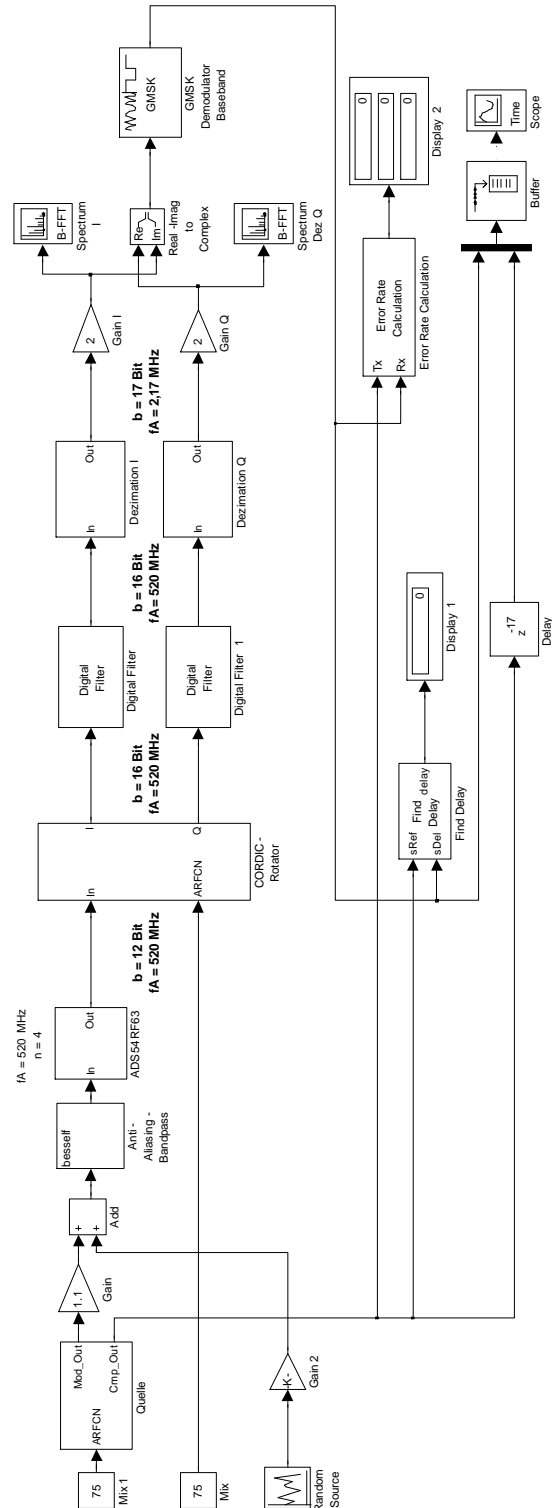 75
Mix 1
ARFCN
Mod_Out
Cmp_Out
Quelle
1.1
Gain
+
+
Add
besself
Anti -
Aliasing -
Bandpass
fA = 520 MHz
n = 4
In
Out
ADS54RF63
b = 12 Bit
fA = 520 MHz
In
ARFCN
I
Q
CORDIC -
Rotator
b = 16 Bit
fA = 520 MHz
Digital
Filter
Digital Filter
Digital
Filter
Digital Filter 1
b = 16 Bit
fA = 520 MHz
In
Out
Dezimation I
In
Out
Dezimation Q
b = 17 Bit
fA = 2,17 MHz
2
Gain I
2
Gain Q
B-FFT
Spectrum
I
Re
Im
Real -Imag
to
Complex
B-FFT
Spectrum
Dez Q
GMSK
GMSK
Demodulator
Baseband
75
Mix
Random
Source
-K-
Gain 2
sRef
sDel
Find delay
Delay
Find Delay
0
Display 1
Tx
Rx
Error Rate
Calculation
Error Rate Calculation
0
0
0
Display 2
-17
z
Delay
Buffer
Time
Scope